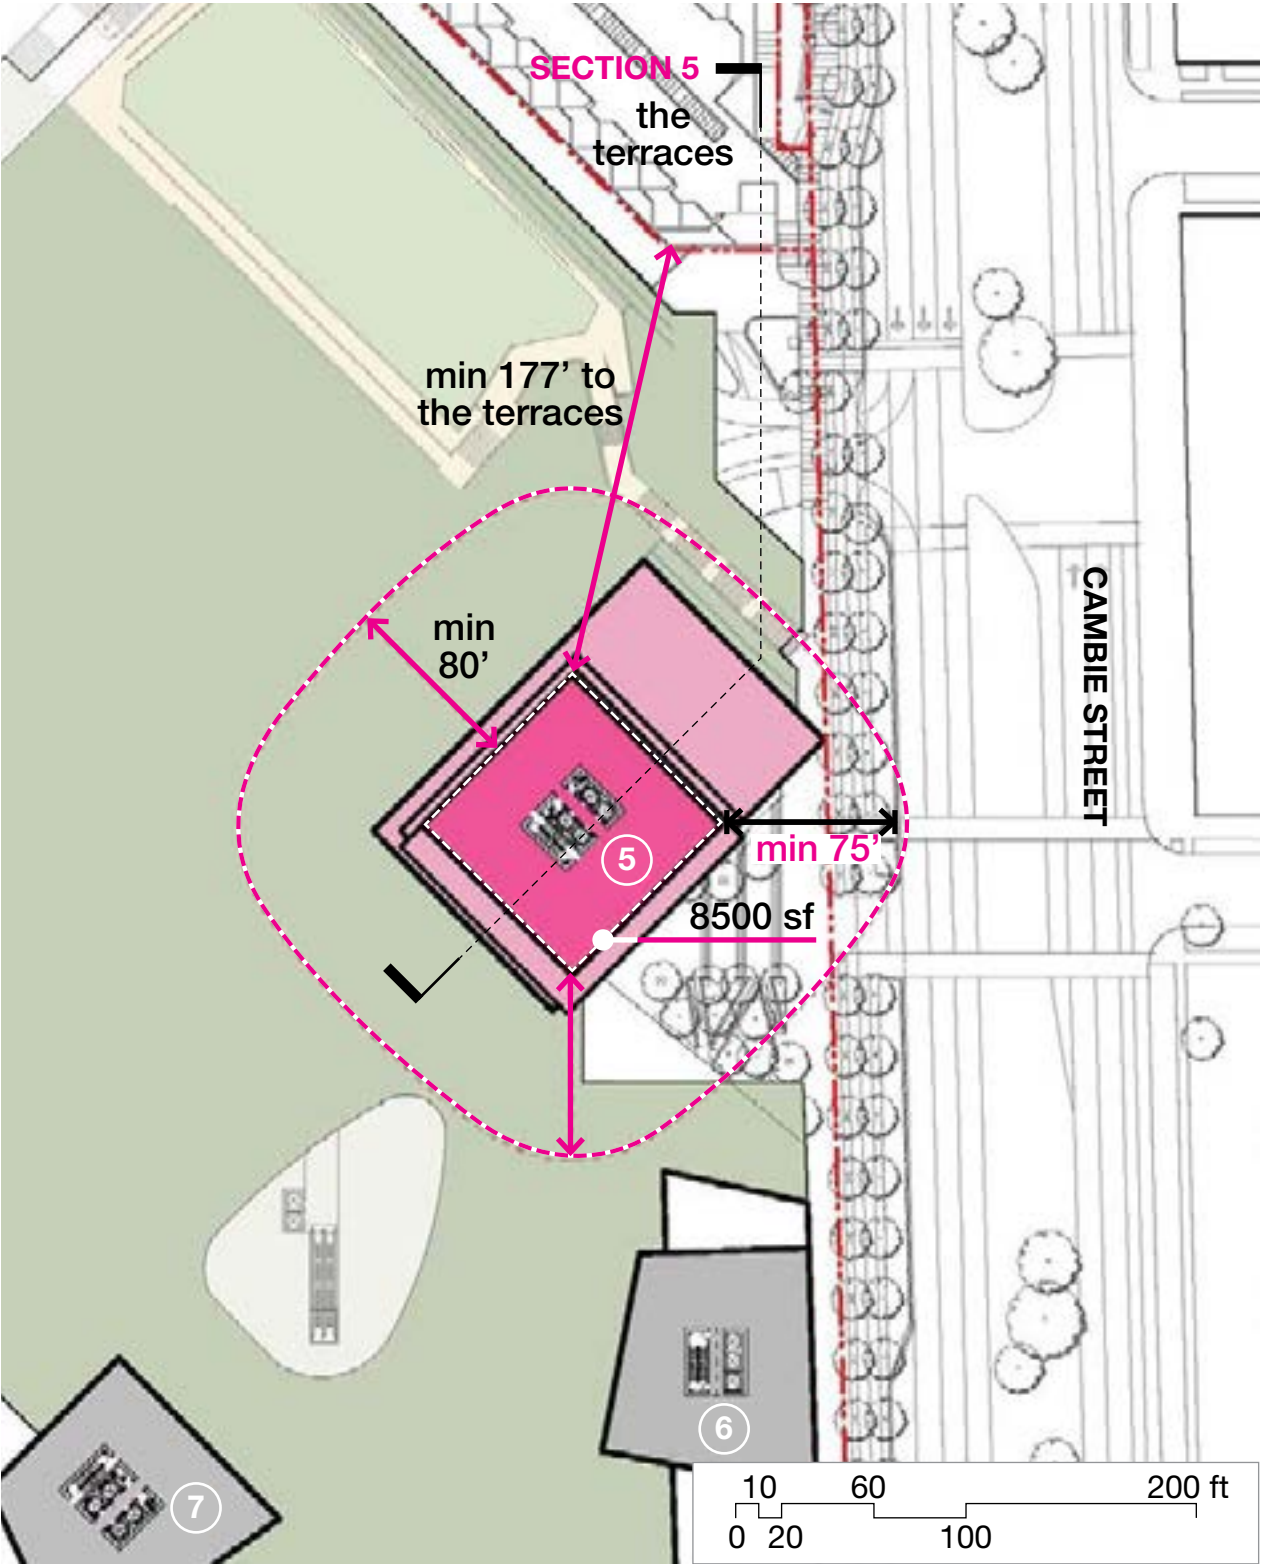 SECTION 5
the
terraces
min 177’ to
the terraces
min
80’
CAMBIE STREET
min 75’
5
8500 sf
6
7
10 60 200 ft
0 20 100